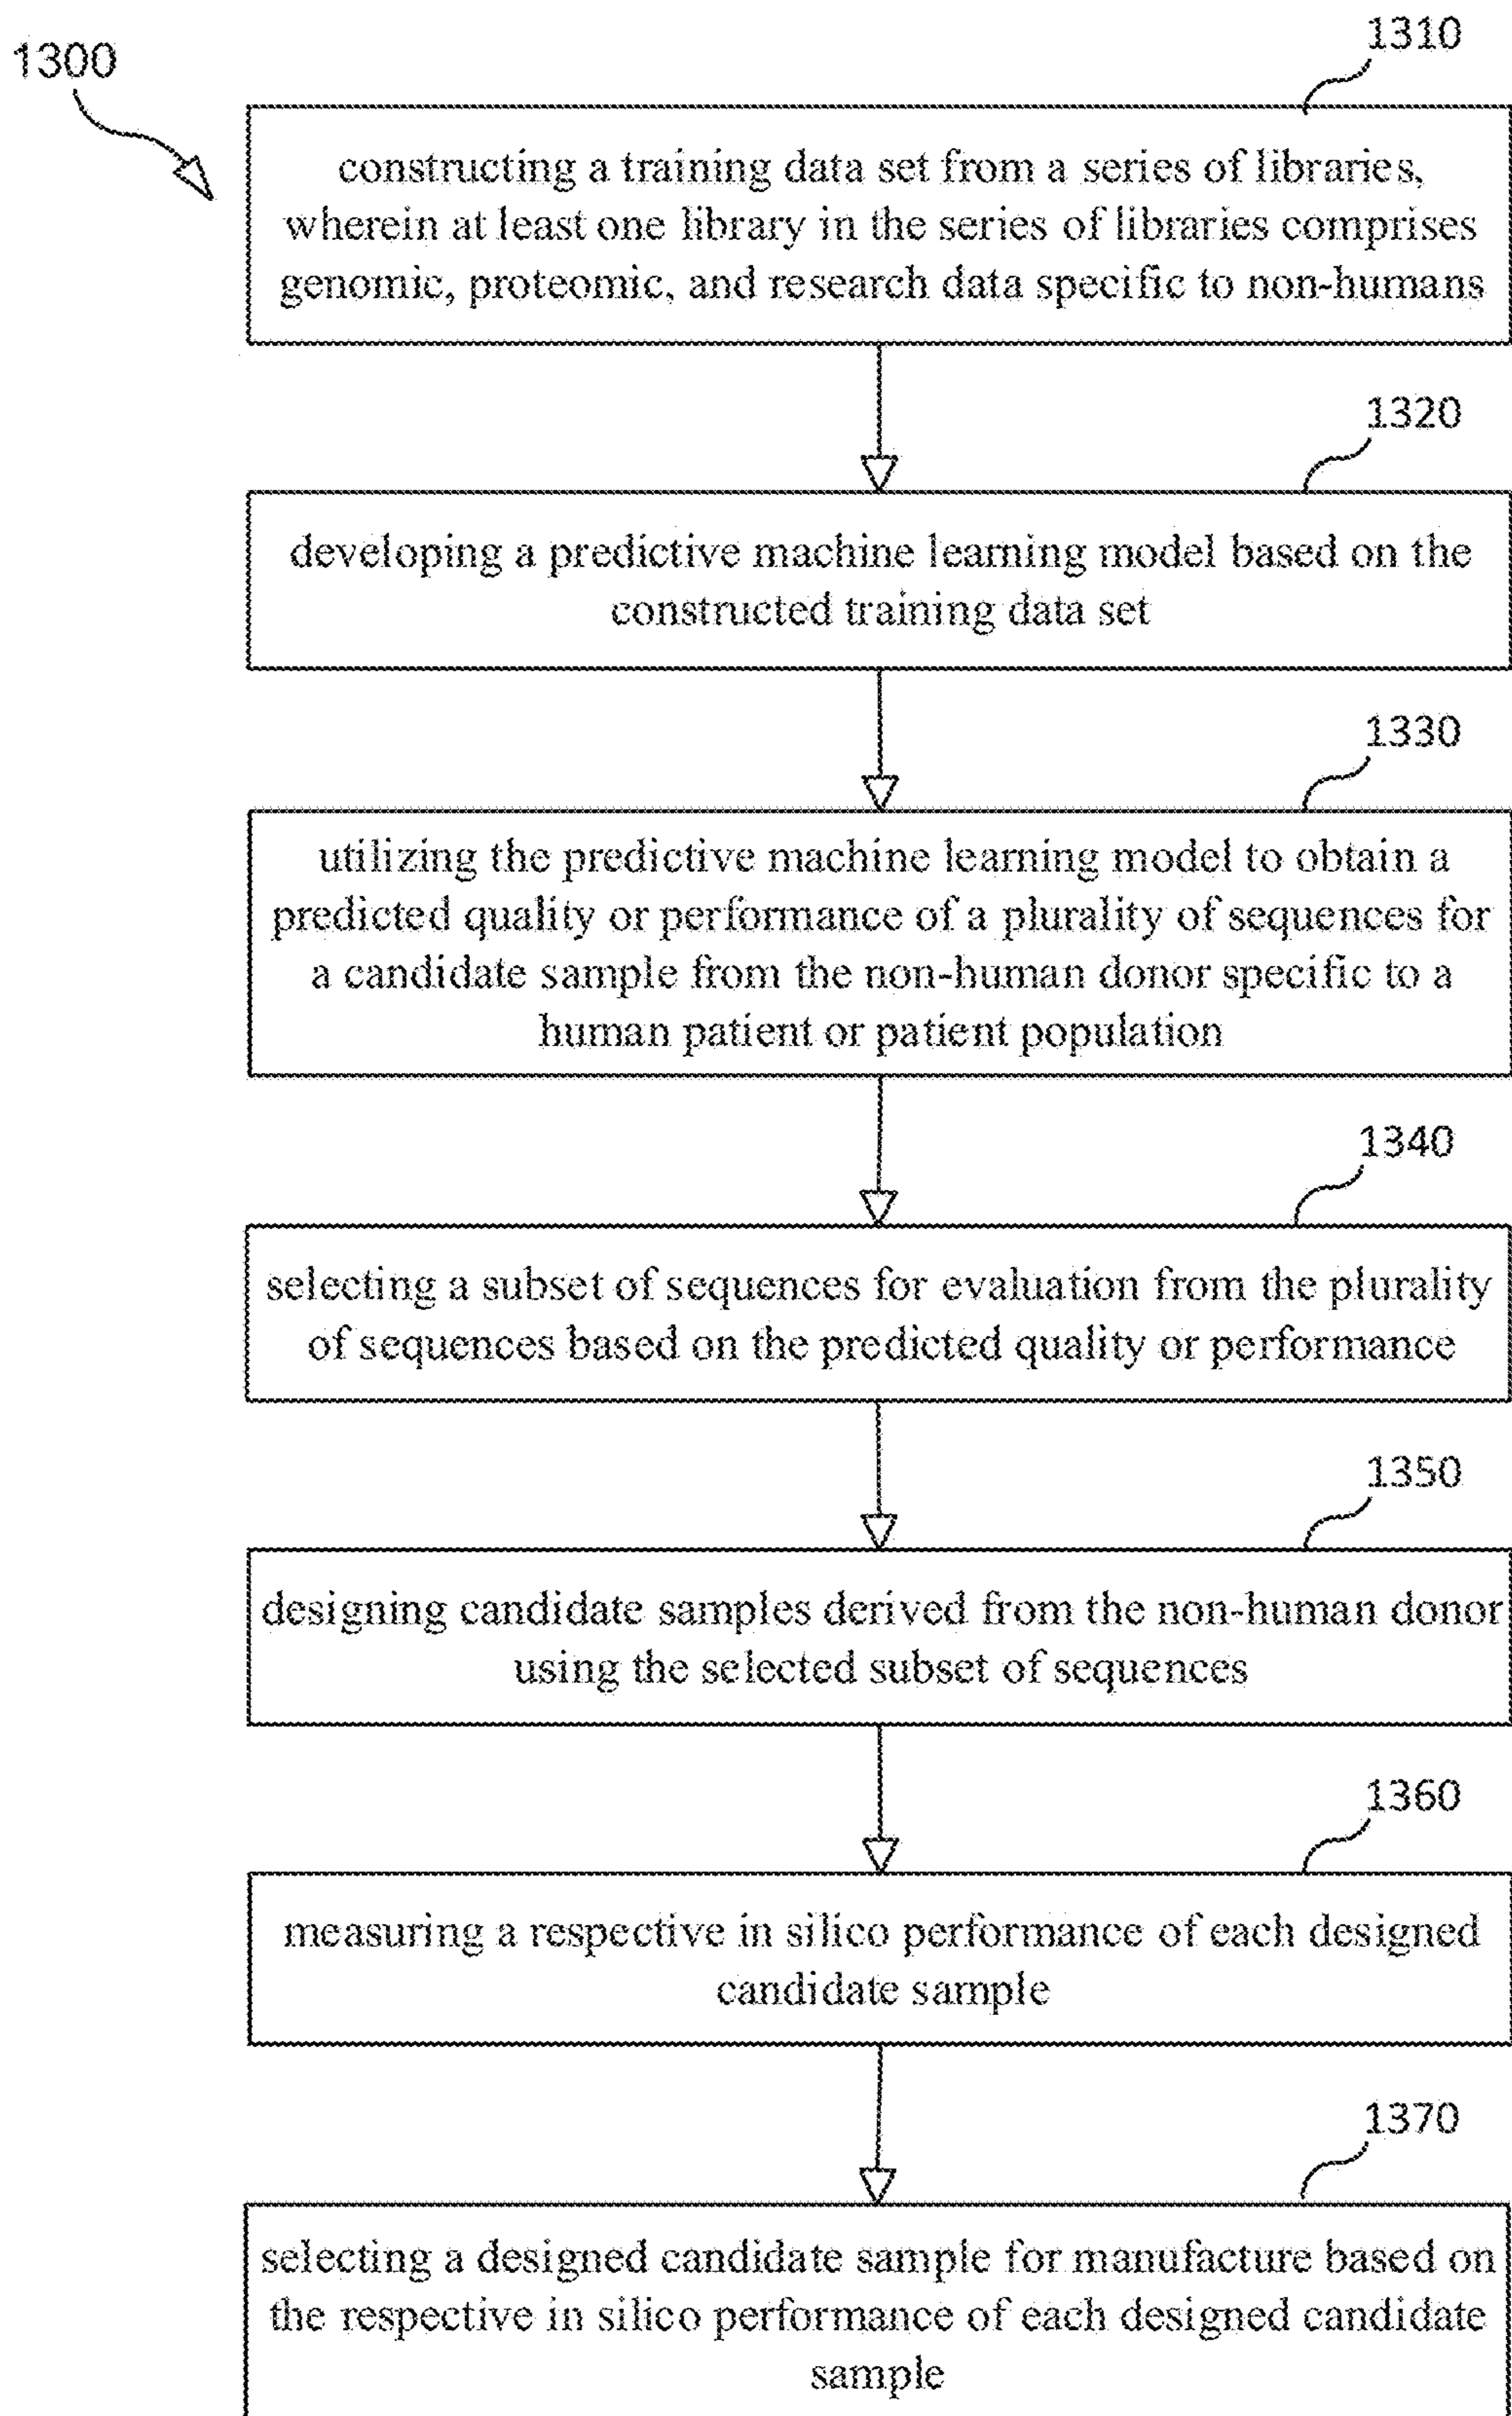 1310
1300
constructing a training data set from a series of libraries,
wherein at least one library in the series of libraries comprises
genomic, proteomic, and research data specific to non-humans
1320
developing a predictive machine learning model based on the
constructed training data set
1330
utilizing the predictive machine learning model to obtain a
predicted quality or performance of a plurality of sequences for
a candidate sample from the non-human donor specific to a
human patient or patient population
1340
selecting a subset of sequences for evaluation from the plurality
of sequences based on the predicted quality or performance
1350
designing candidate samples derived from the non-human donor
using the selected subset of sequences
1360
measuring a respective in silico performance of each designed
candidate sample
1370
selecting a designed candidate sample for manufacture based on
the respective in silico performance of each designed candidate
sample